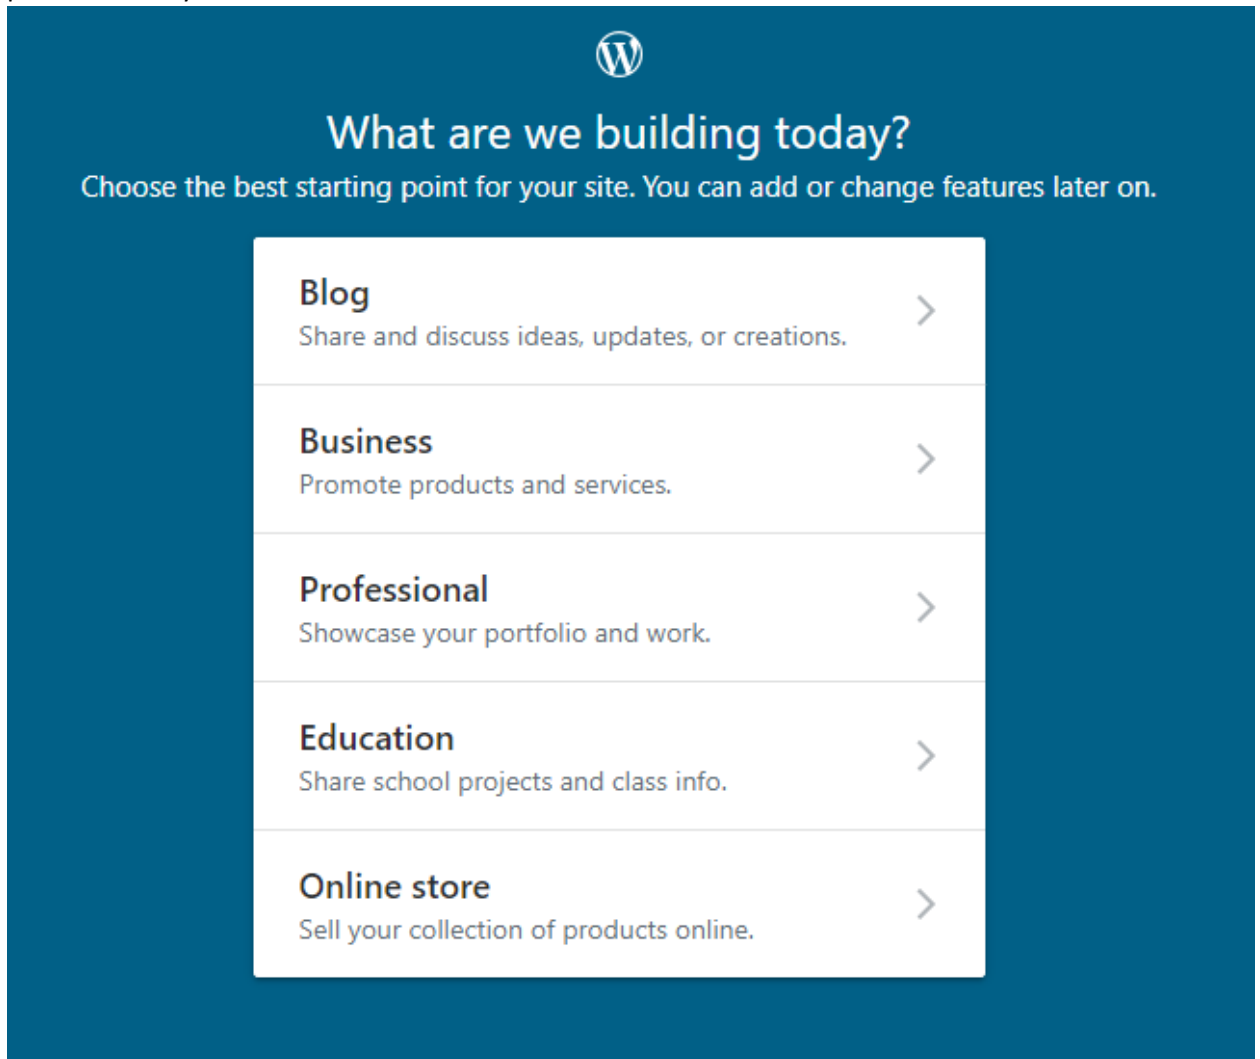 What are we building today?
Choose the best starting point for your site. You can add or change features later on.
Blog
Share and discuss ideas, updates, or creations.
Business
Promote products and services.
Professional
Showcase your portfolio and work.
Education
Share school projects and class info.
Online store
Sell your collection of products online.